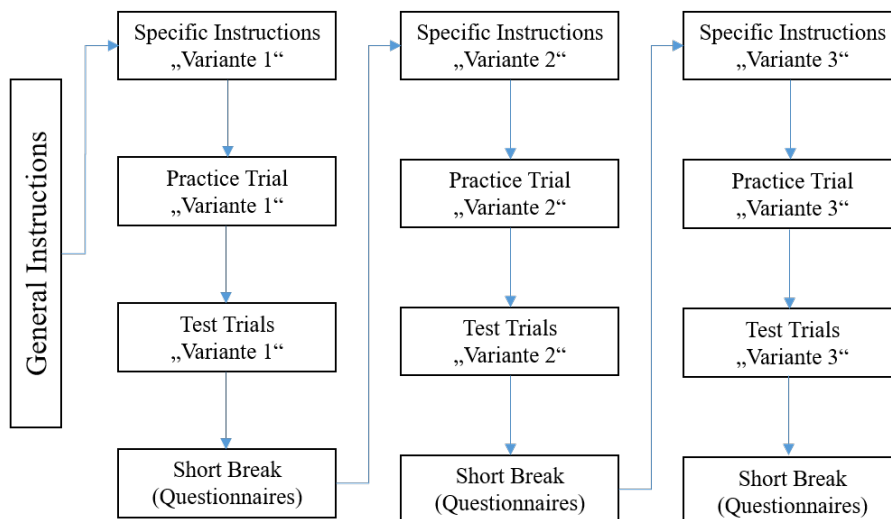 General Instructions
Specific Instructions
„Variante 1“
Practice Trial
„Variante 1“
Test Trials
„Variante 1“
Short Break
(Questionnaires)
Specific Instructions
„Variante 2“
Practice Trial
„Variante 2“
Test Trials
„Variante 2“
Short Break
(Questionnaires)
Specific Instructions
„Variante 3“
Practice Trial
„Variante 3“
Test Trials
„Variante 3“
Short Break
(Questionnaires)